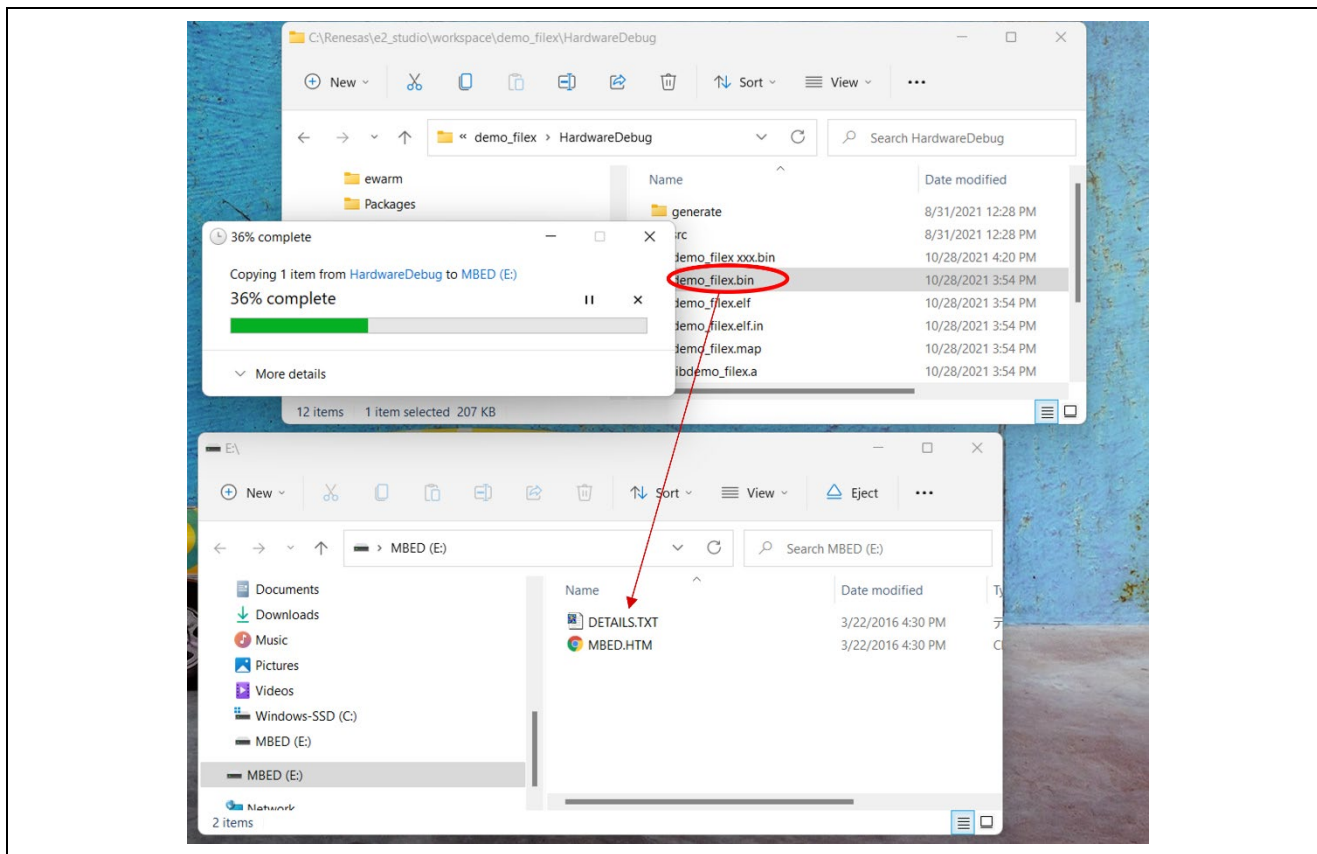 C:\Renesas\e2_studio\workspace\demo_filex\HardwareDebug
New
Sort
View
« demo_filex > HardwareDebug
Search HardwareDebug
ewarm
Packages
Name
Date modified
generate
8/31/2021 12:28 PM
src
8/31/2021 12:28 PM
demo_filex xxx.bin
10/28/2021 4:20 PM
demo_filex.bin
10/28/2021 3:54 PM
demo_filex.elf
10/28/2021 3:54 PM
demo_filex.elf.in
10/28/2021 3:54 PM
demo_filex.map
10/28/2021 3:54 PM
ibdemo_filex.a
10/28/2021 3:54 PM
12 items 1 item selected 207 KB
36% complete
Copying 1 item from HardwareDebug to MBED (E:)
36% complete
More details
E:\
New
Sort
View
Eject
> MBED (E:)
Search MBED (E:)
Documents
Downloads
Music
Pictures
Videos
Windows-SSD (C:)
MBED (E:)
MBED (E:)
Network
Name
Date modified
Ty
DETAILS.TXT
3/22/2016 4:30 PM
テ
MBED.HTM
3/22/2016 4:30 PM
2 items